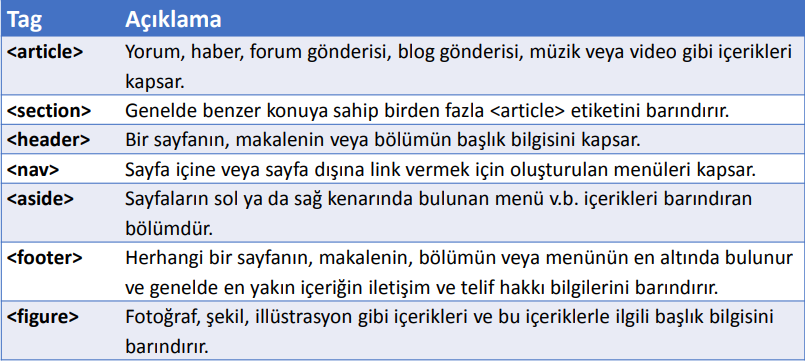 Tag Açıklama
<article> Yorum, haber, forum gönderisi, blog gönderisi, müzik veya video gibi içerikleri
kapsar.
<section> Genelde benzer konuya sahip birden fazla <article> etiketini barındırır.
<header> Bir sayfanın, makalenin veya bölümün başlık bilgisini kapsar.
<nav> Sayfa içine veya sayfa dışına link vermek için oluşturulan menüleri kapsar.
<aside> Sayfaların sol ya da sağ kenarında bulunan menü v.b. içerikleri barındıran
bölümdür.
<footer> Herhangi bir sayfanın, makalenin, bölümün veya menünün en altında bulunur
ve genelde en yakın içeriğin iletişim ve telif hakkı bilgilerini barındırır.
<figure> Fotoğraf, şekil, illüstrasyon gibi içerikleri ve bu içeriklerle ilgili başlık bilgisini
barındırır.